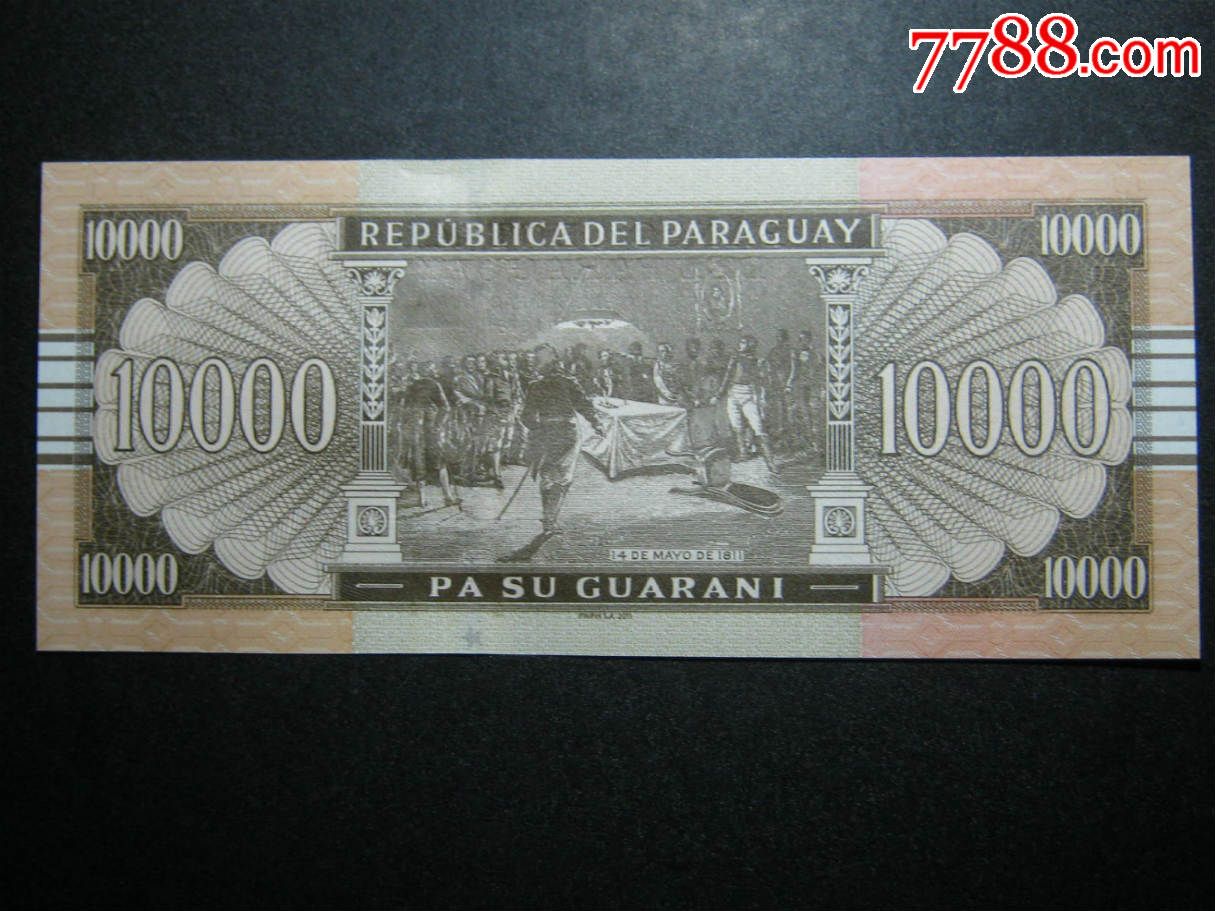 7788.com
10000 10000
REPÚBLICA DEL PARAGUAY
10000 10000
14 DE MAYO DE 1811
10000 10000
PA SU GUARANI